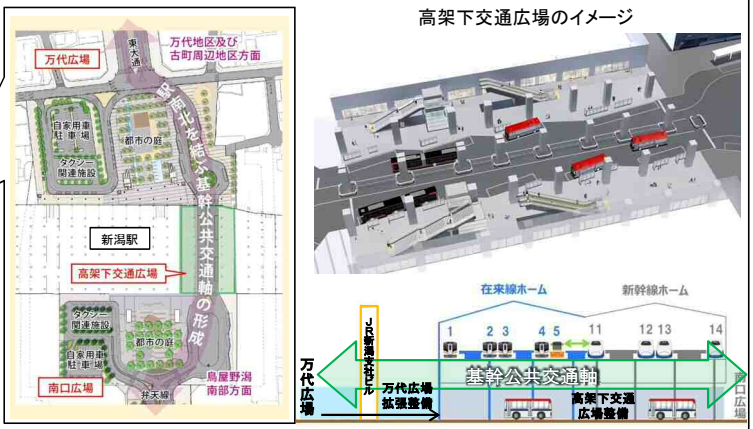 高架下交通広場のイメージ
万代地区及び
古町周辺地区方面
東大通
万代広場
駅南北を結ぶ基幹公共交通軸の形成
自家用車
駐車場
都市の庭
タクシー
関連施設
新潟駅
高架下交通広場
タクシー
関連施設
都市の庭
自家用車
駐車場
南口広場
鳥屋野潟
南部方面
弁天線
在来線ホーム
新幹線ホーム
1 2 3 4 5 11 12 13 14
JR新潟支社ビル
万代広場
基幹公共交通軸
万代広場
拡張整備
高架下交通
広場整備
南口広場